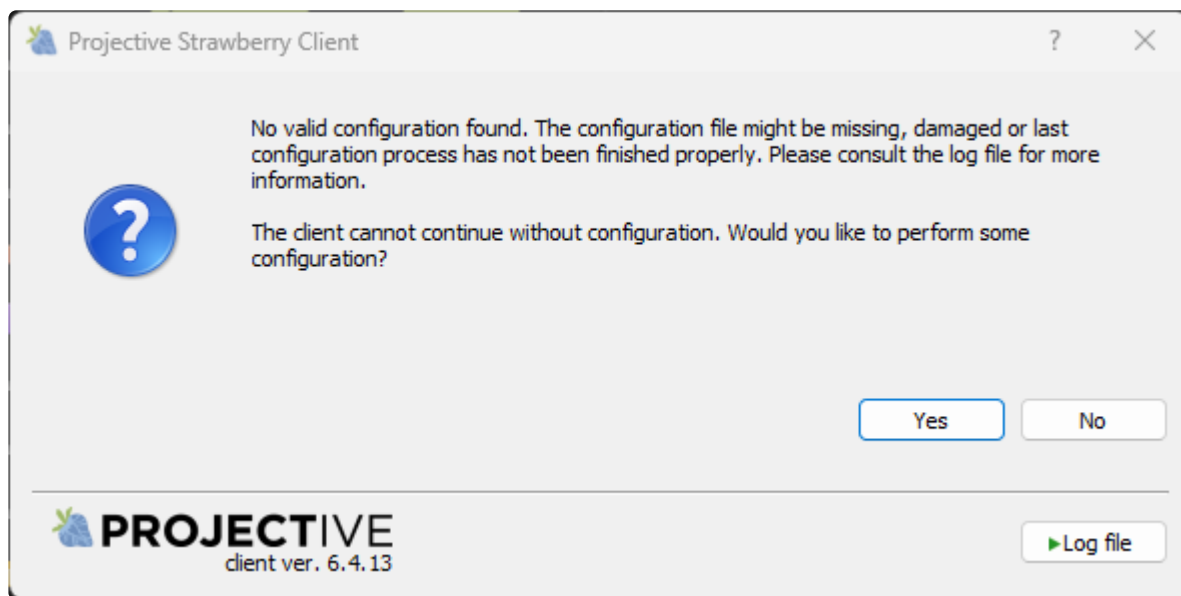 Projective Strawberry Client
?
No valid configuration found. The configuration file might be missing, damaged or last
configuration process has not been finished properly. Please consult the log file for more
information.
The client cannot continue without configuration. Would you like to perform some
configuration?
?
Yes
No
PROJECTIVE
client ver. 6.4.13
Log file